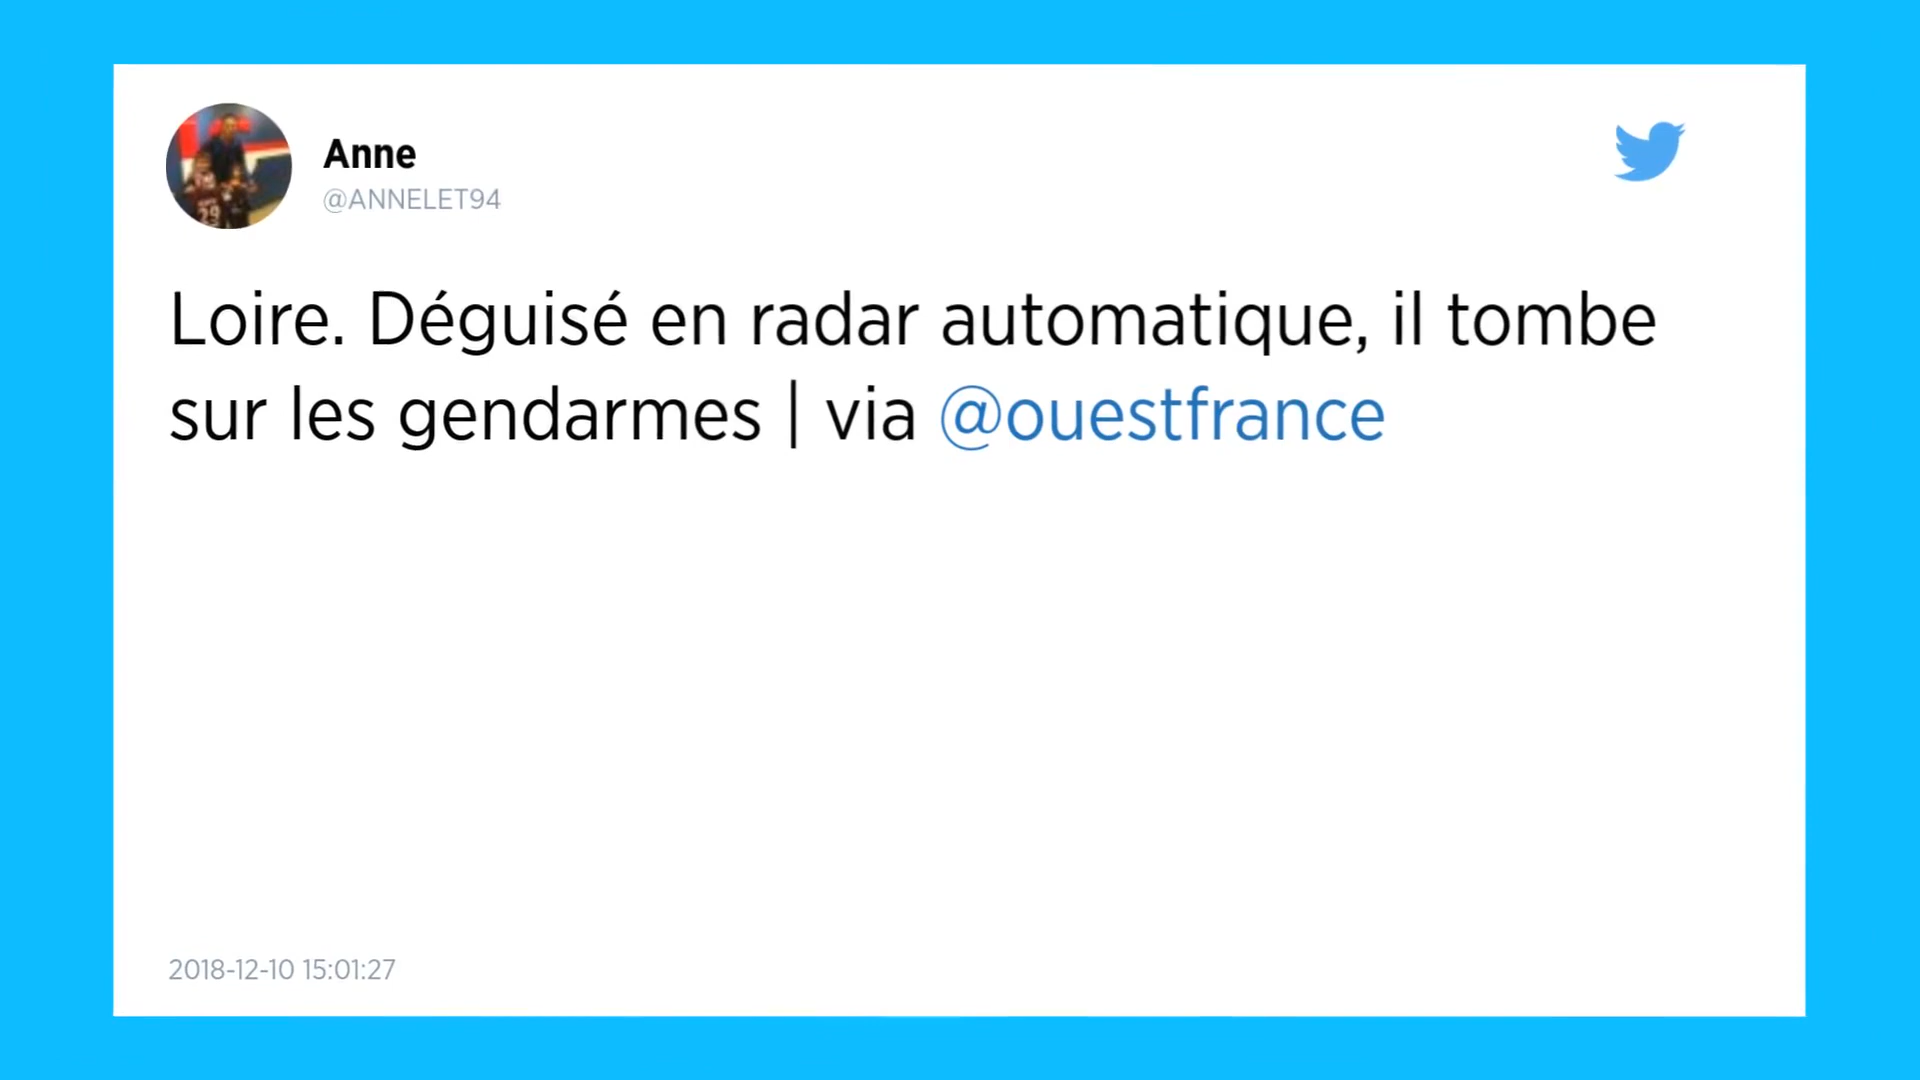 Anne
@ANNELET94
Loire. Déguisé en radar automatique, il tombe
sur les gendarmes | via @ouestfrance
2018-12-10 15:01:27
29